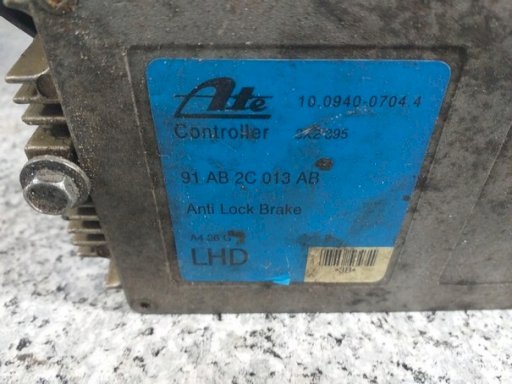 Ate 10.0940-0704.4
Controller
91 AB 2C 013 AB
Anti Lock Brake
LHD